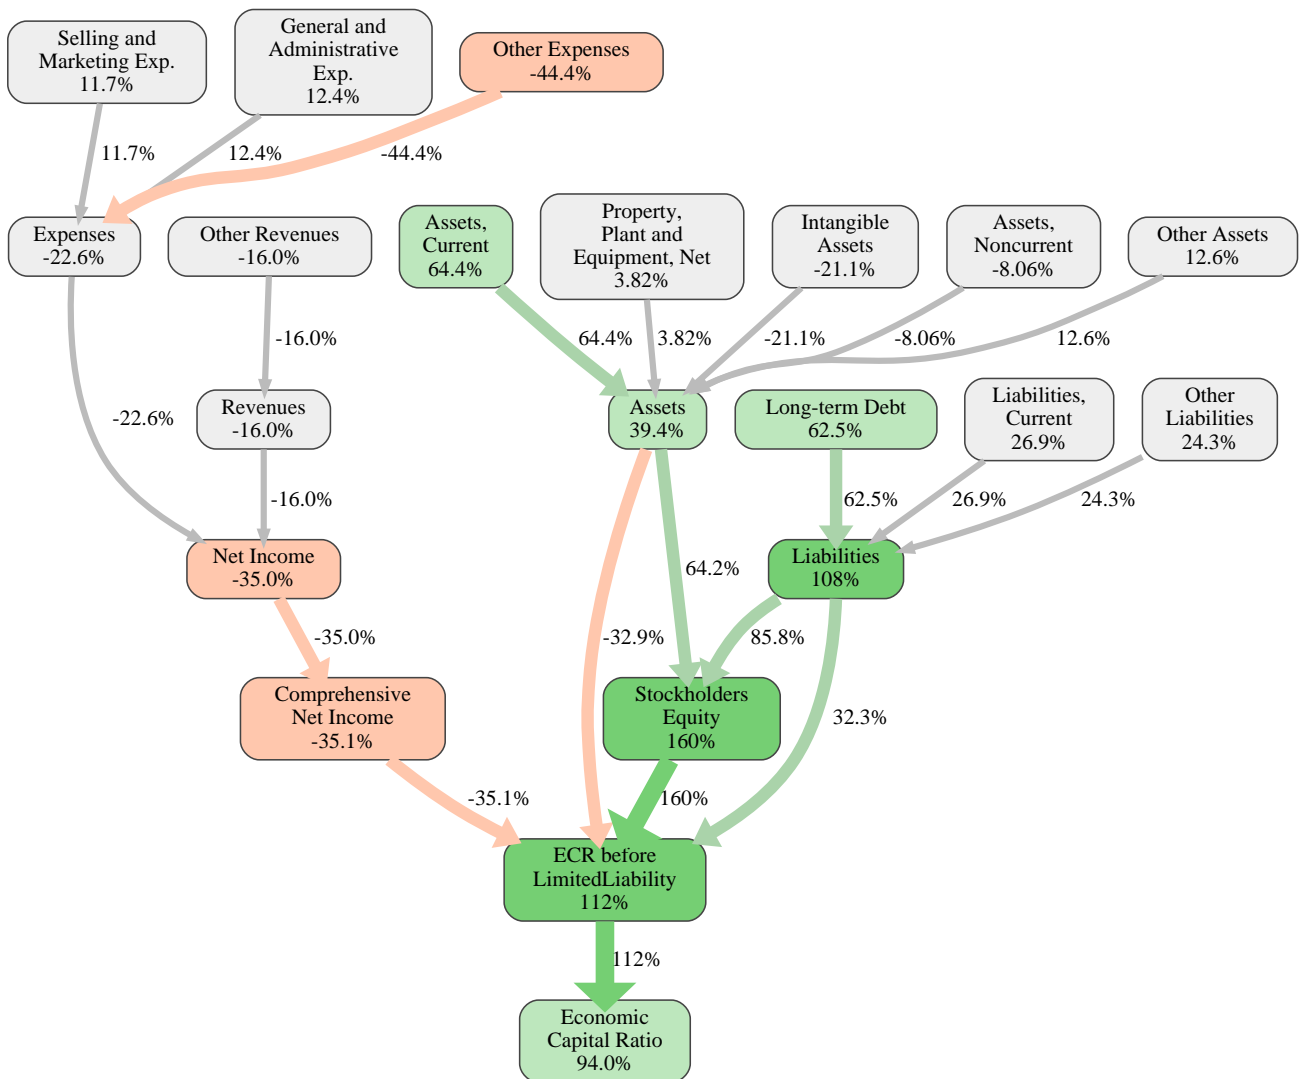 Selling and
Marketing Exp.
11.7%
General and
Administrative
Exp.
12.4%
Other Expenses
-44.4%
11.7%
12.4%
-44.4%
Expenses
-22.6%
Other Revenues
-16.0%
Assets,
Current
64.4%
Property,
Plant and
Equipment, Net
3.82%
Intangible
Assets
-21.1%
Assets,
Noncurrent
-8.06%
Other Assets
12.6%
-16.0%
64.4%
3.82%
-21.1%
-8.06%
12.6%
-22.6%
Revenues
-16.0%
Assets
39.4%
Long-term Debt
62.5%
Liabilities,
Current
26.9%
Other
Liabilities
24.3%
-16.0%
62.5%
26.9%
24.3%
Net Income
-35.0%
64.2%
Liabilities
108%
-35.0%
-32.9%
85.8%
Comprehensive
Net Income
-35.1%
Stockholders
Equity
160%
32.3%
-35.1%
160%
ECR before
LimitedLiability
112%
112%
Economic
Capital Ratio
94.0%